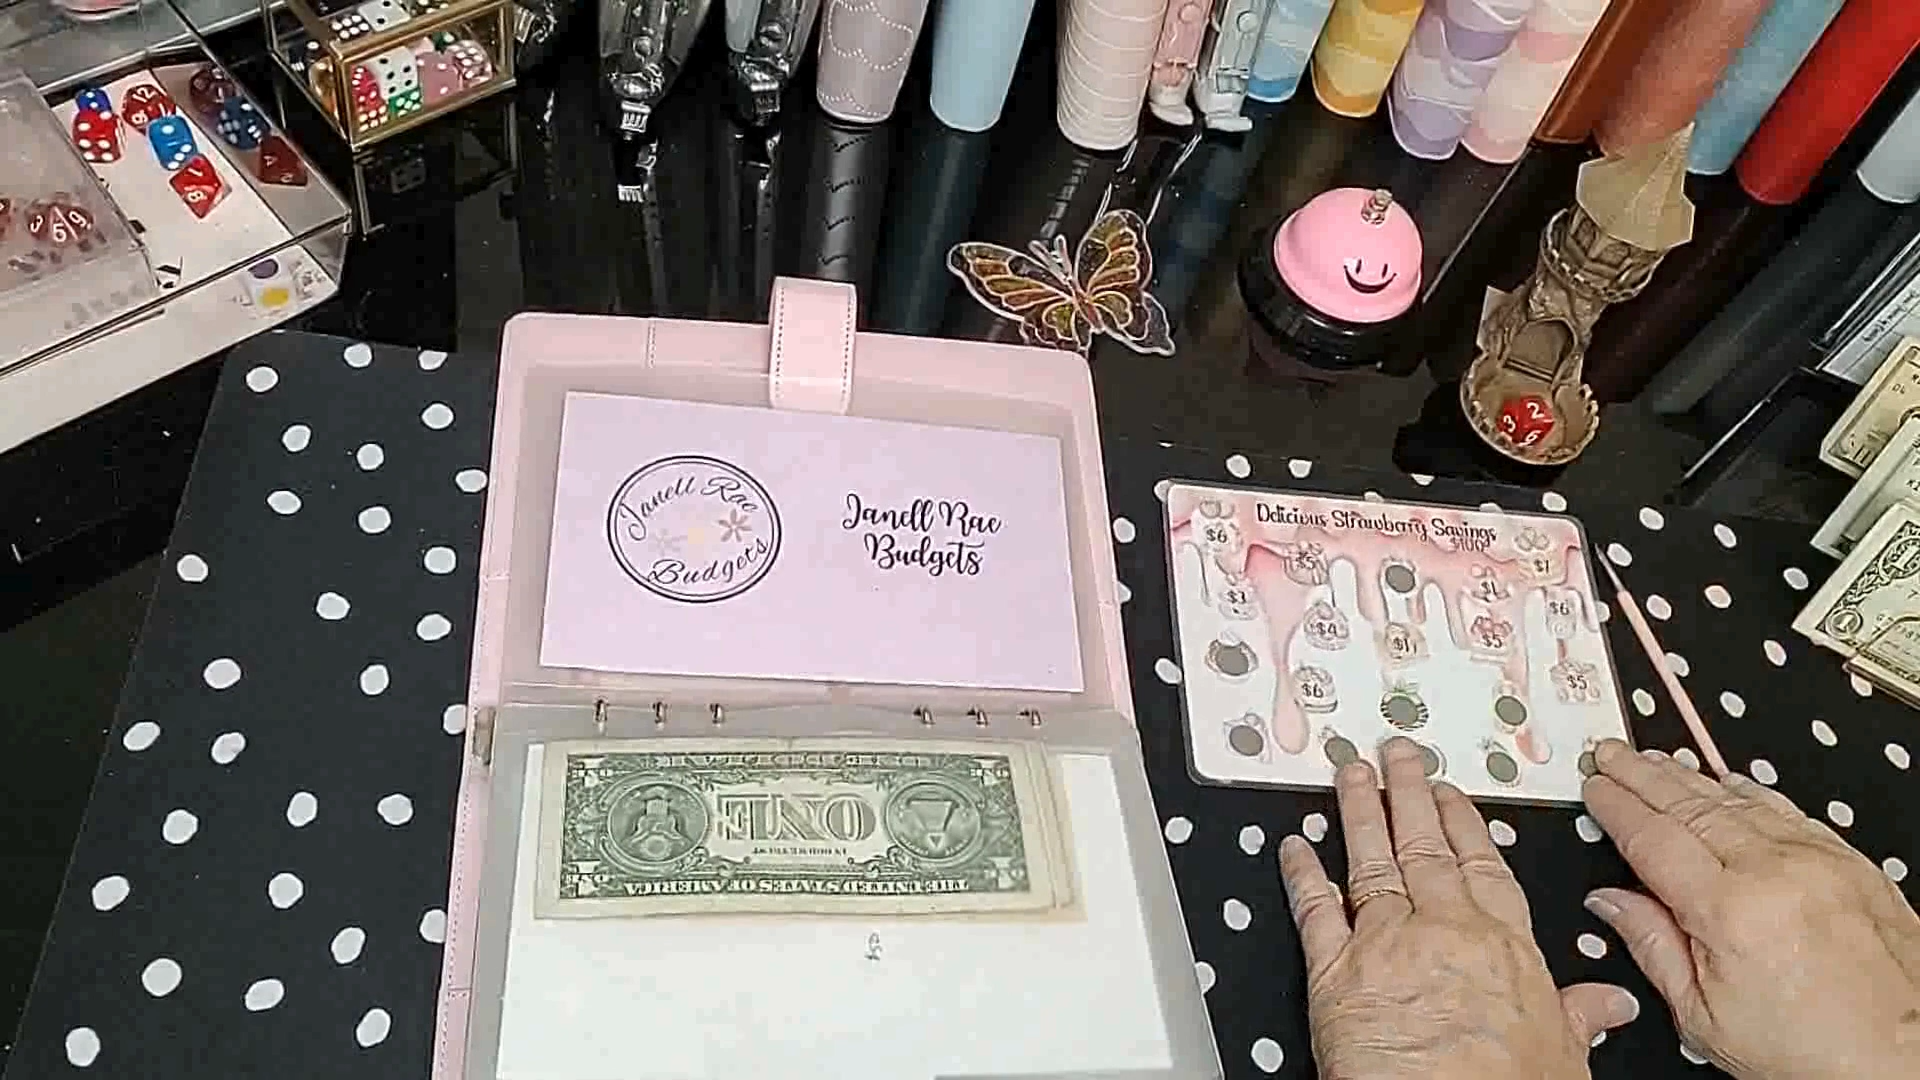 Janell Rae
Budgets
Janell Rae
Budgets
Delicious Strawberry Savings
$100
$6
$5
$1
$1
$3
$6
$4
$1
$5
$6
$5
ONE
THE UNITED STATES OF AMERICA